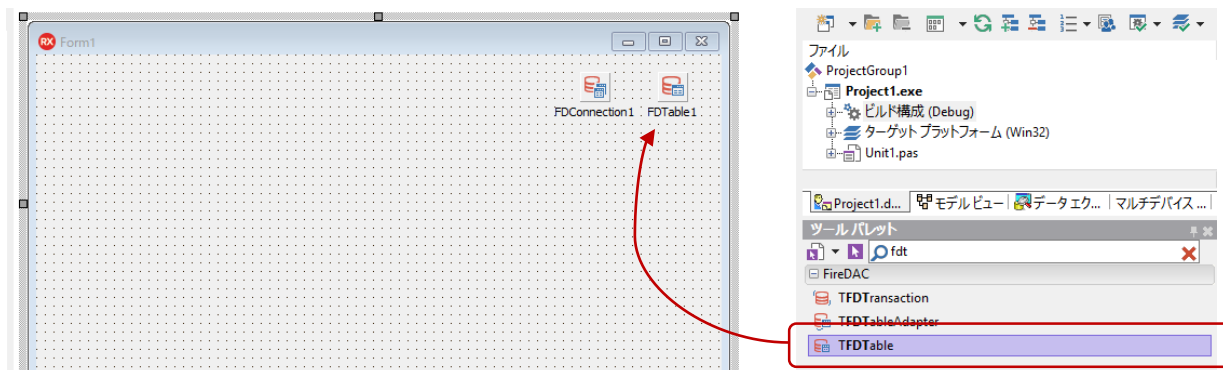 RX Form1
FDConnection1 FDTable1
ファイル
ProjectGroup1
Project1.exe
ビルド構成 (Debug)
ターゲット プラットフォーム (Win32)
Unit1.pas
Project1.d... モデル ビュー データ エク... マルチデバイス ...
ツール パレット
fdt
FireDAC
TFDTransaction
TFDTableAdapter
TFDTable